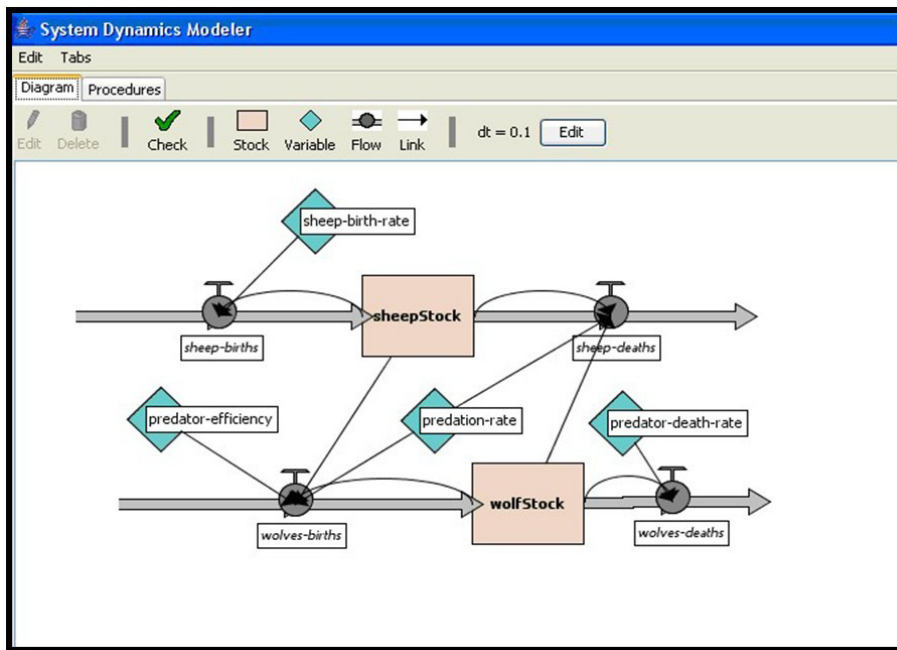 System Dynamics Modeler
Edit Tabs
Diagram Procedures
Edit Delete Check Stock Variable Flow Link dt = 0.1 Edit
sheep-birth-rate
sheepStock
sheep-births sheep-deaths
predator-efficiency predation-rate predator-death-rate
wolfStock
wolves-births wolves-deaths